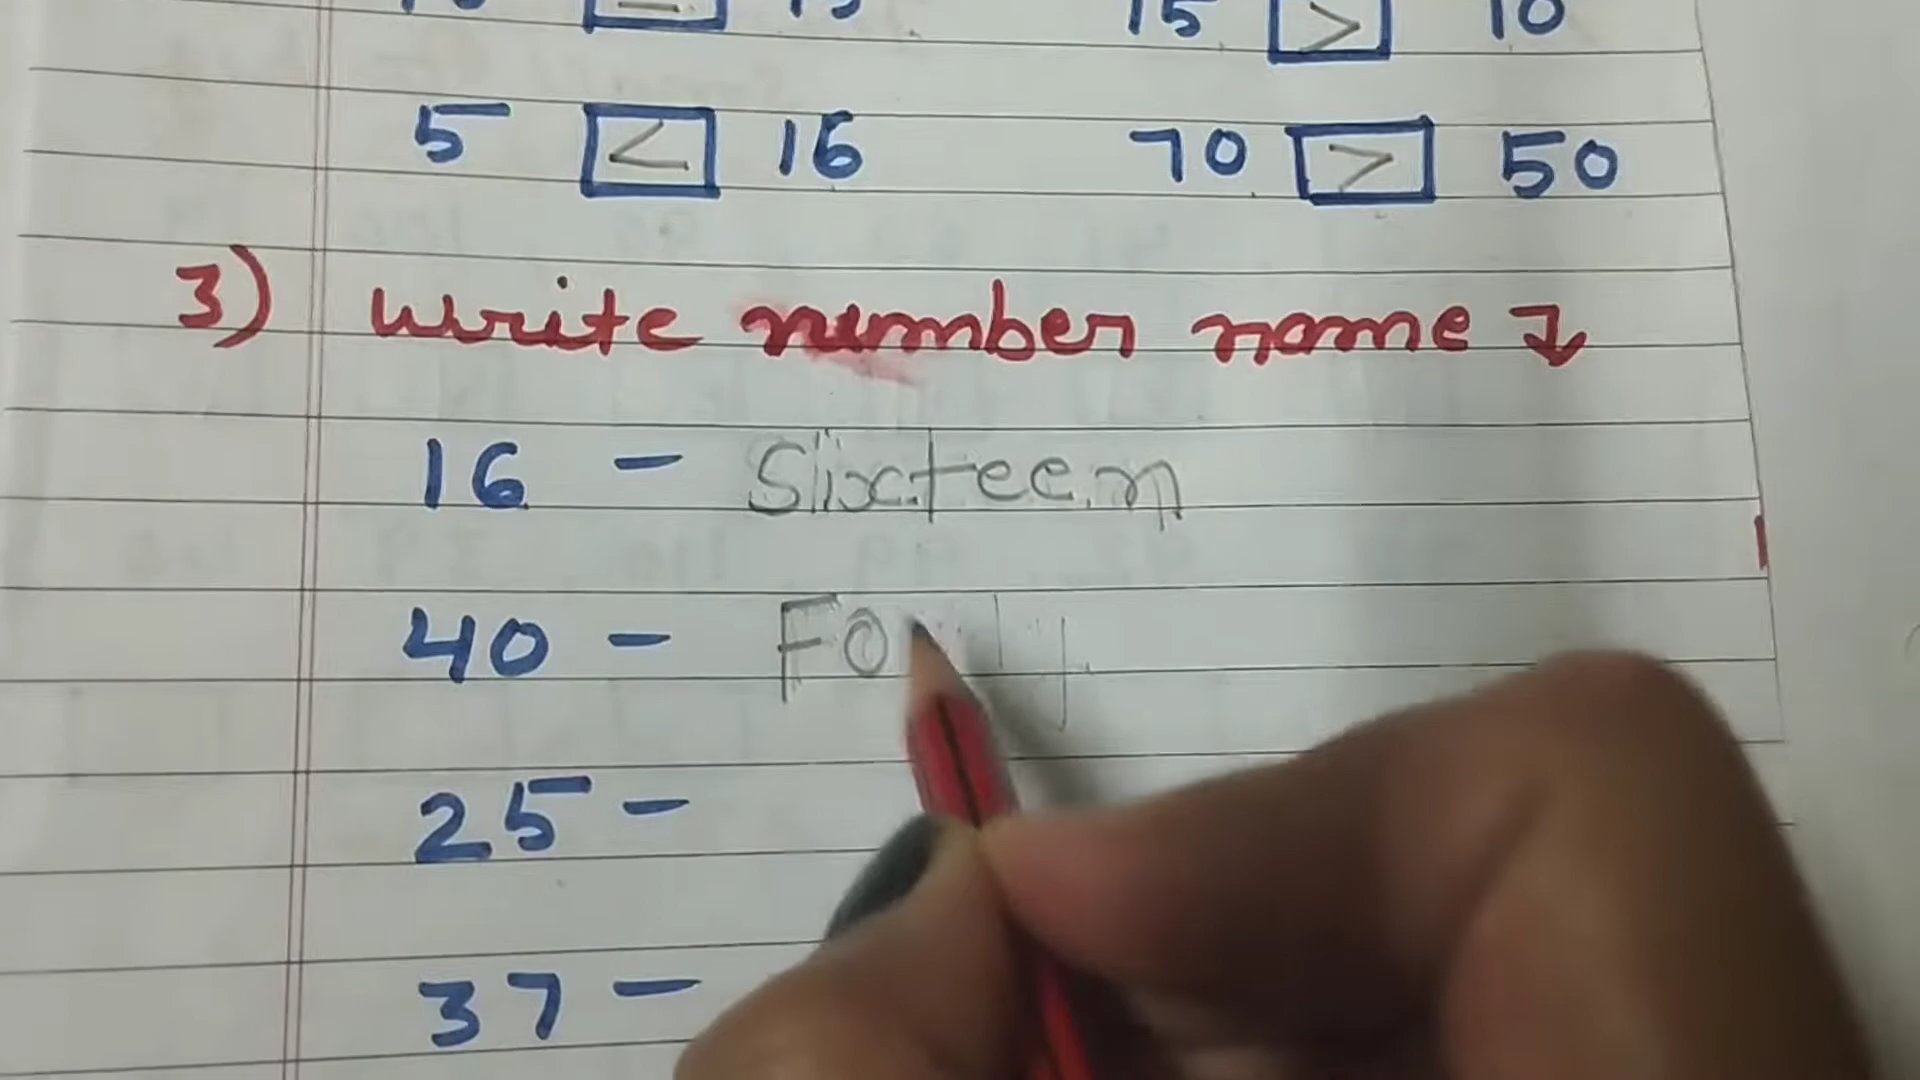 15 > 10
5 < 16 70 > 50
3) write number name
16 - Sixteen
40 - Fo
25 -
37 -